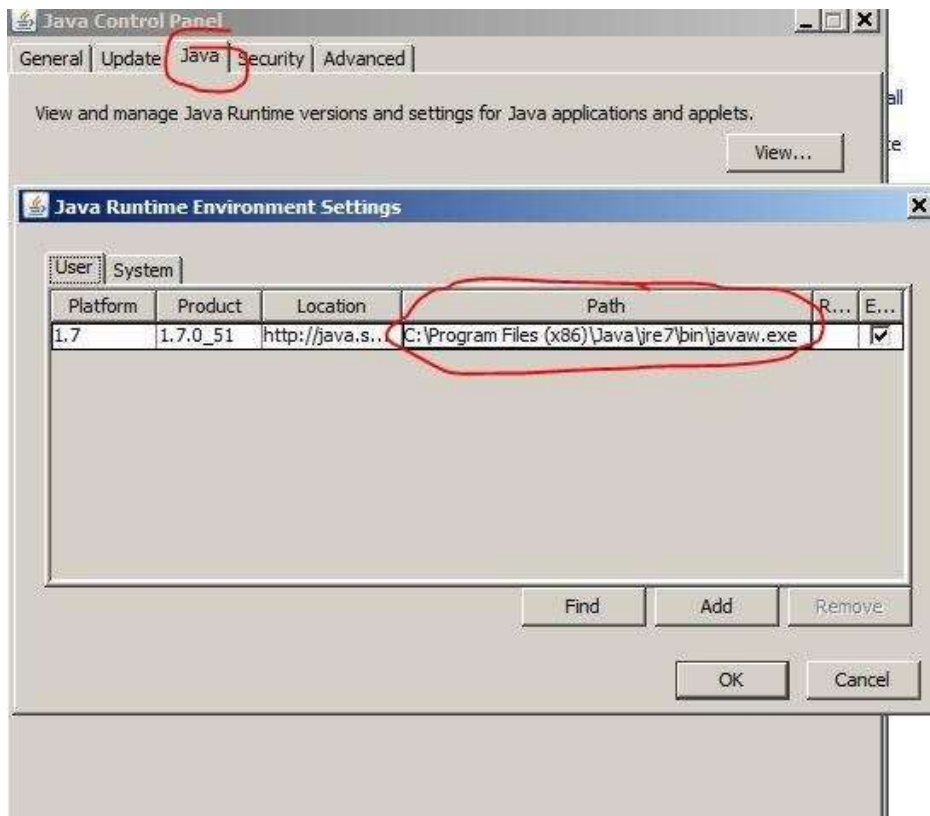 Java Control Panel
General Update Java Security Advanced
View and manage Java Runtime versions and settings for Java applications and applets.
all
View...
Java Runtime Environment Settings
User System
Platform Product Location Path R... E...
1.7 1.7.0_51 http://java.s... C:\Program Files (x86)\Java\jre7\bin\javaw.exe
Find Add Remove
OK Cancel